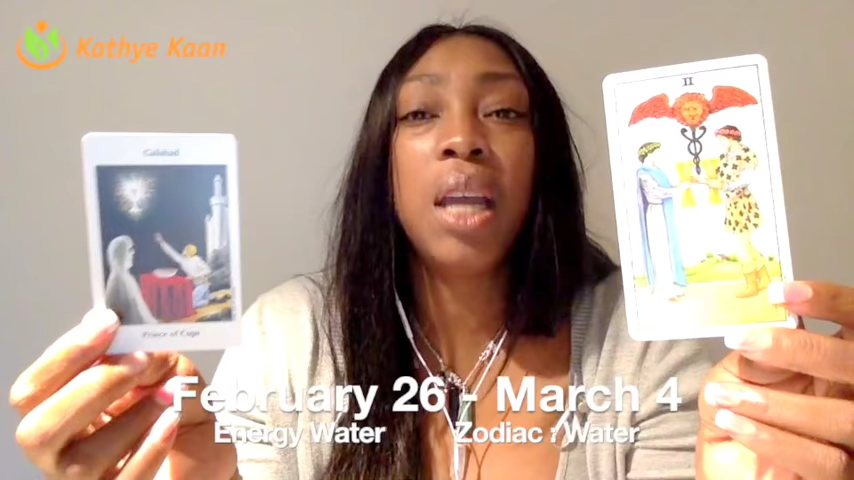 Kathye Kaan
Galahad
Prince of Cups
II
February 26 - March 4
Energy Water
Zodiac : Water